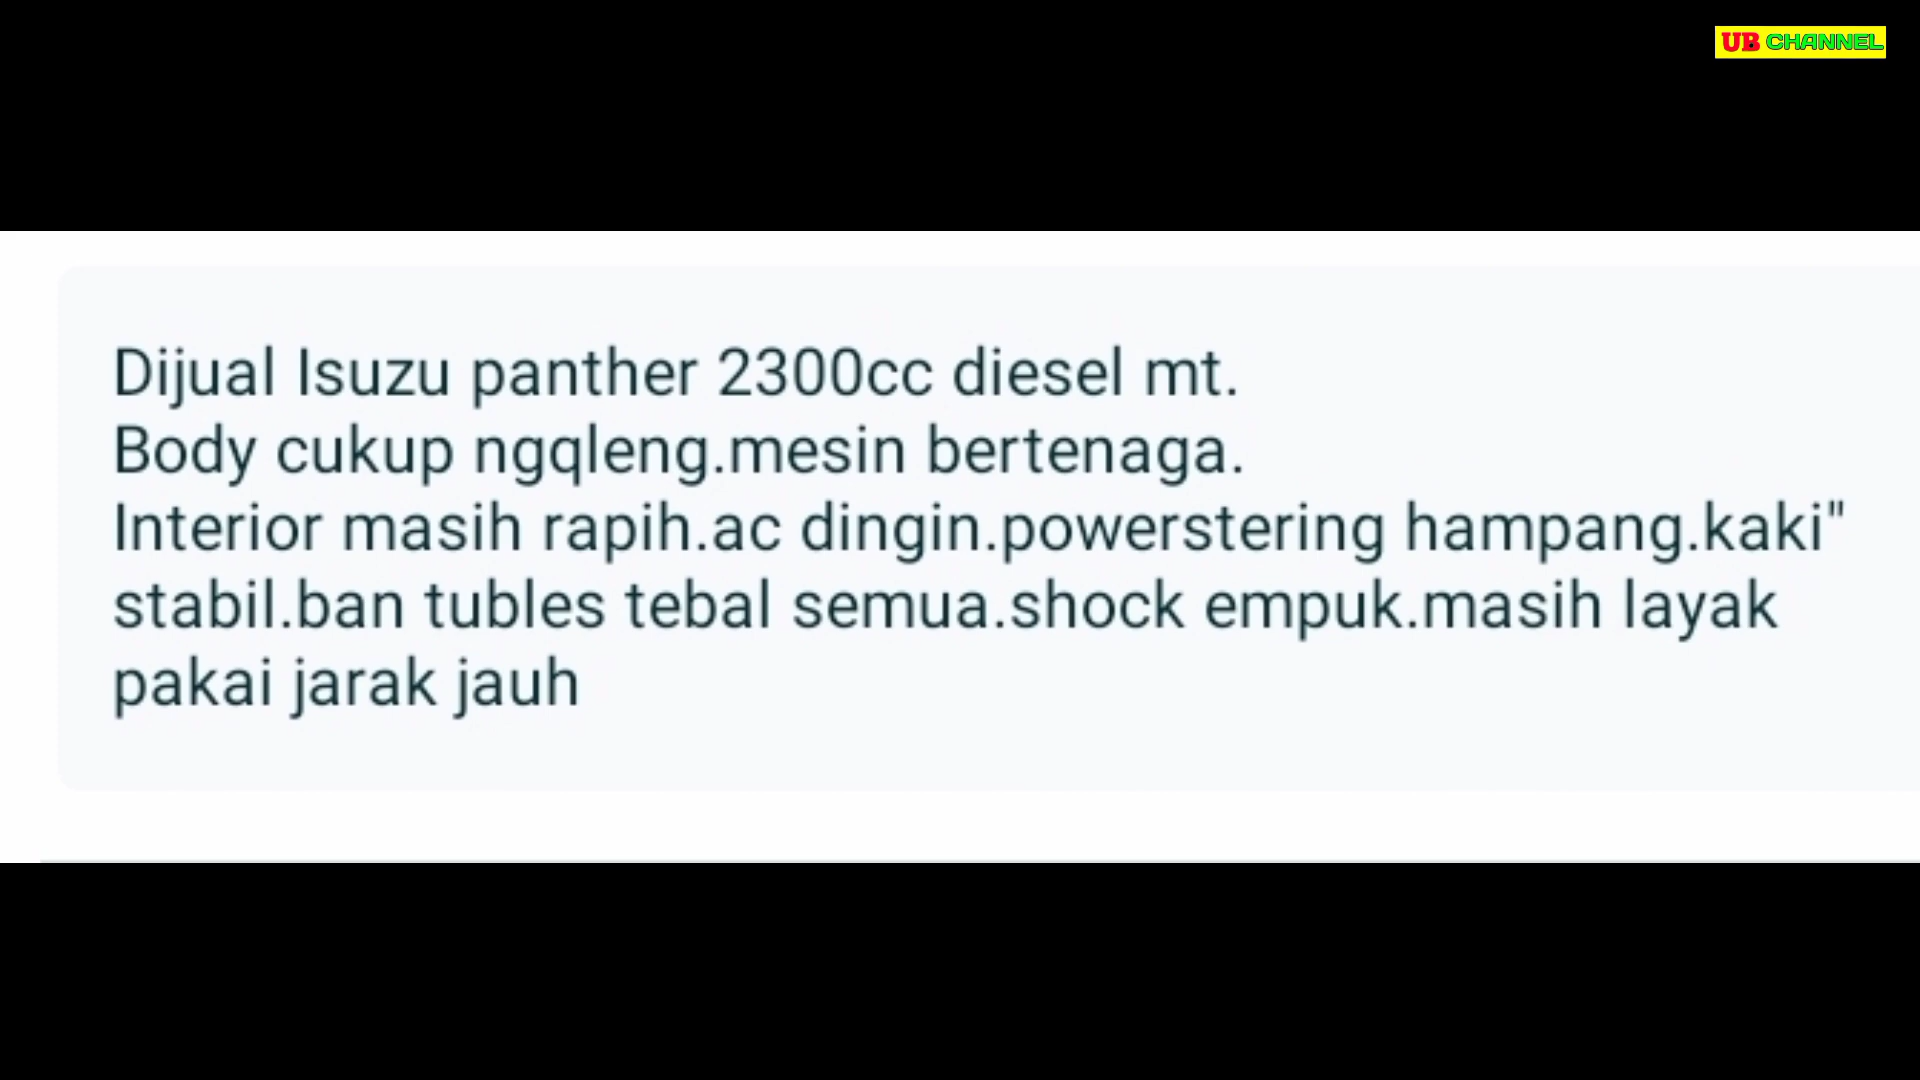 UB CHANNEL
Dijual Isuzu panther 2300cc diesel mt.
Body cukup ngqleng.mesin bertenaga.
Interior masih rapih.ac dingin.powerstering hampang.kaki"
stabil.ban tubles tebal semua.shock empuk.masih layak
pakai jarak jauh